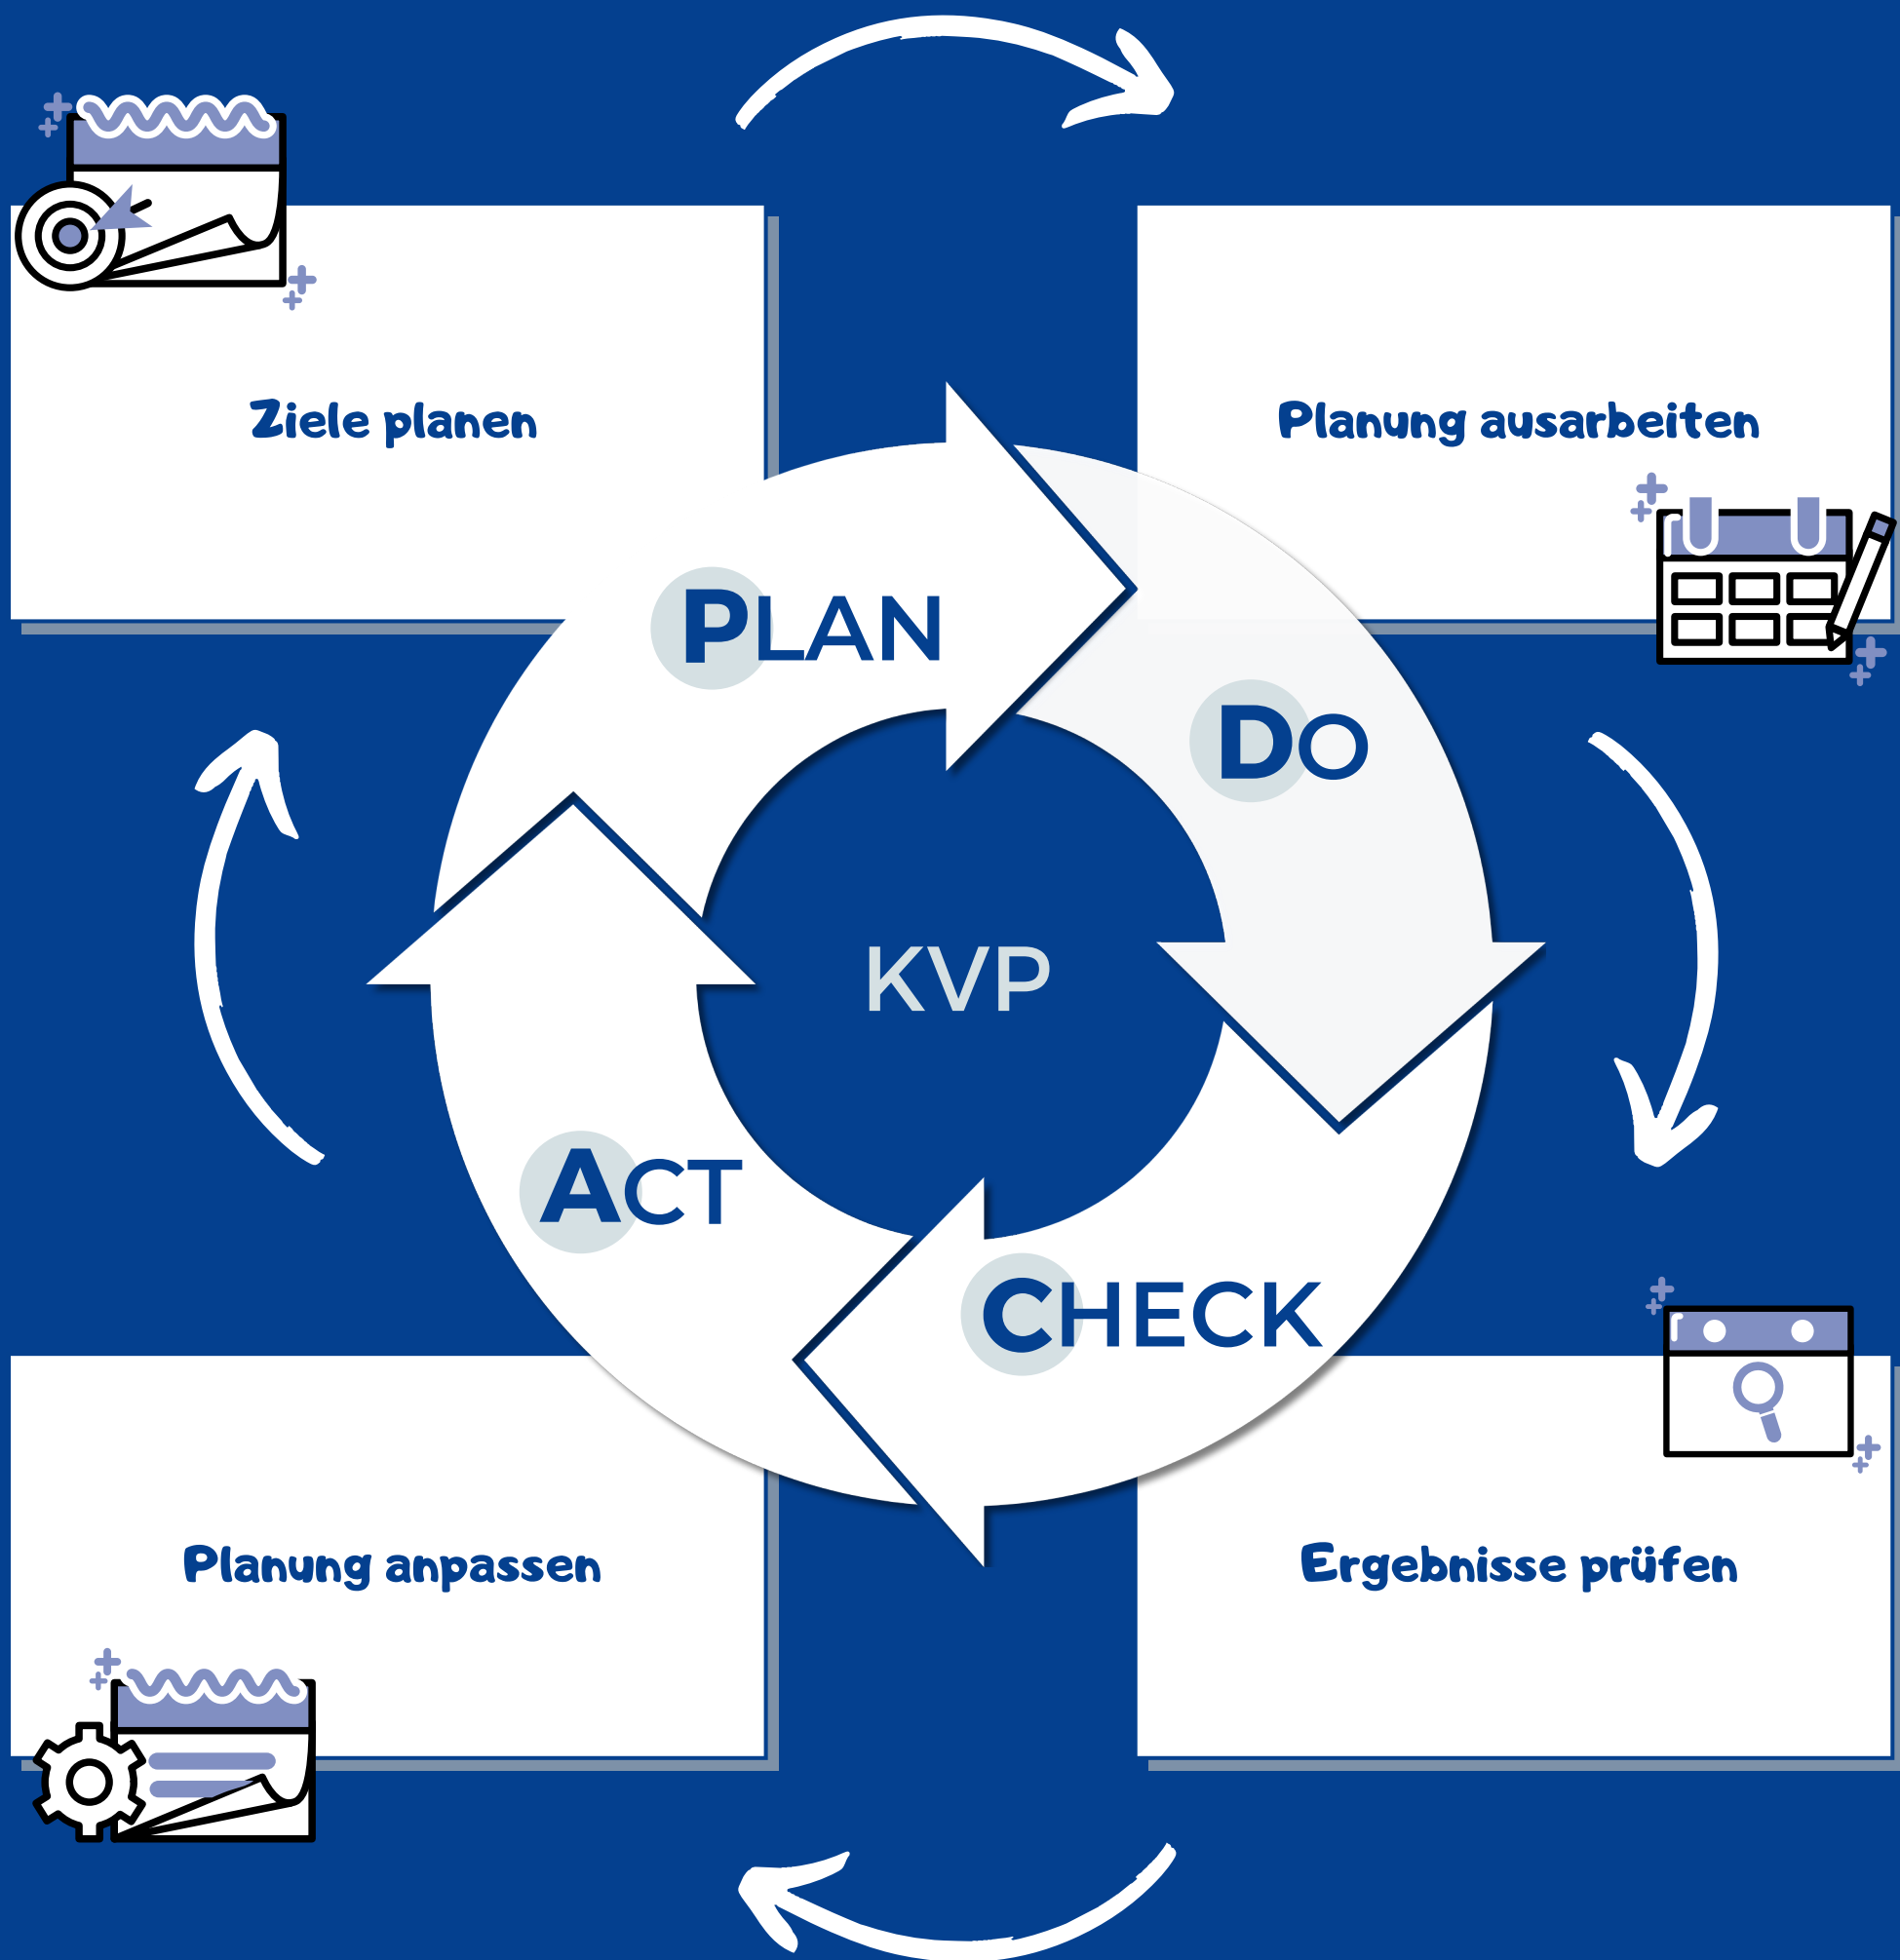 Ziele planen
Planung ausarbeiten
PLAN
DO
KVP
ACT
CHECK
Planung anpassen
Ergebnisse prüfen